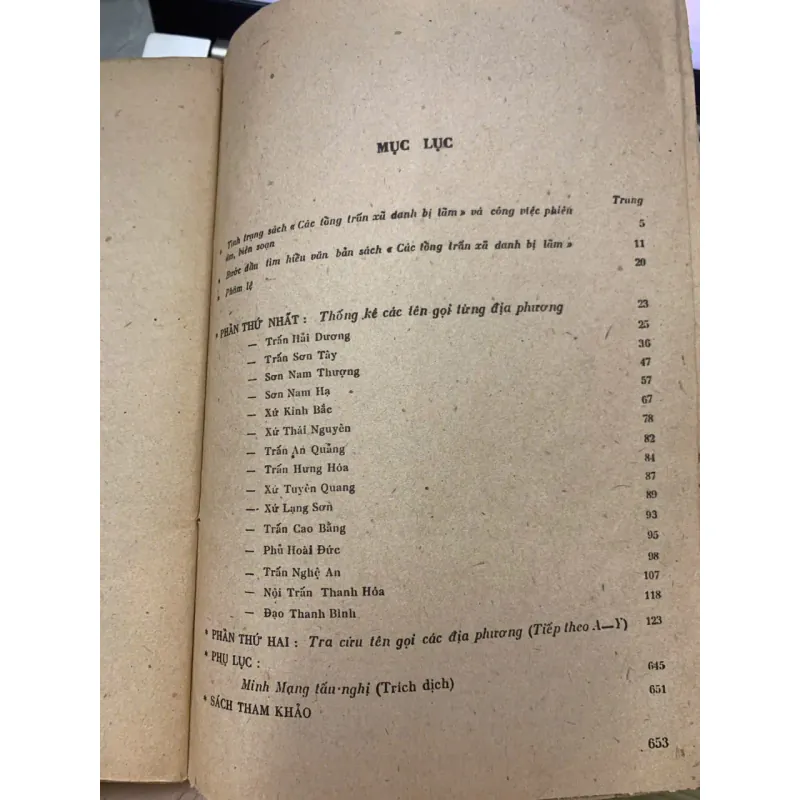 MỤC LỤC
Trang
• Tình trạng sách « Các tổng trấn xã danh bị lãm » và công việc phiên
âm, biên soạn 5
• Bước đầu tìm hiểu văn bản sách « Các tổng trấn xã danh bị lãm » 11
• Phàm lệ 20
• PHẦN THỨ NHẤT : Thống kê các tên gọi từng địa phương 23
— Trấn Hải Dương 25
— Trấn Sơn Tây 36
— Sơn Nam Thượng 47
— Sơn Nam Hạ 57
— Xứ Kinh Bắc 67
— Xứ Thái Nguyên 78
— Trấn An Quảng 82
— Trấn Hưng Hóa 84
— Xứ Tuyên Quang 87
— Xứ Lạng Sơn 89
— Trấn Cao Bằng 93
— Phủ Hoài Đức 95
— Trấn Nghệ An 98
— Nội Trấn Thanh Hóa 107
— Đạo Thanh Bình 118
* PHẦN THỨ HAI : Tra cứu tên gọi các địa phương (Tiếp theo A—Y) 123
* PHỤ LỤC :
Minh Mạng tấu nghị (Trích dịch) 645
* SÁCH THAM KHẢO 651
653